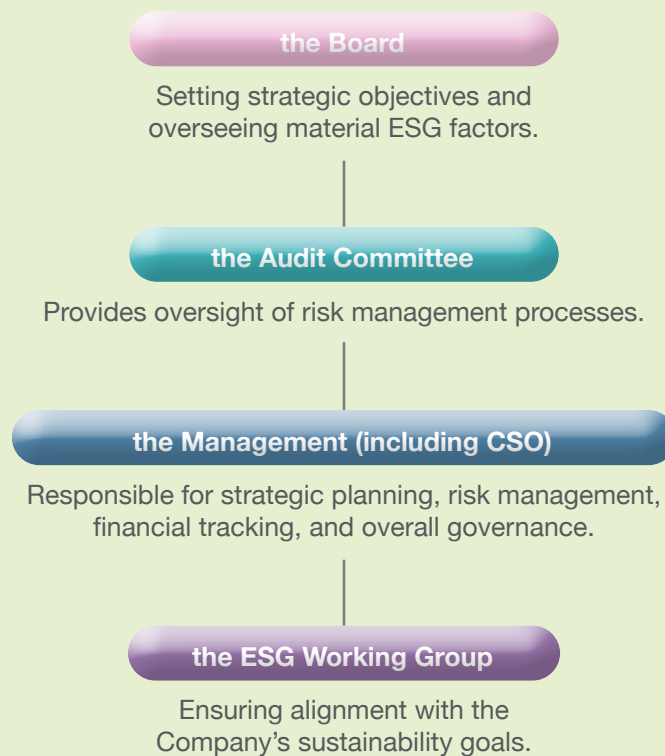 the Board
Setting strategic objectives and
overseeing material ESG factors.
the Audit Committee
Provides oversight of risk management processes.
the Management (including CSO)
Responsible for strategic planning, risk management,
financial tracking, and overall governance.
the ESG Working Group
Ensuring alignment with the
Company’s sustainability goals.